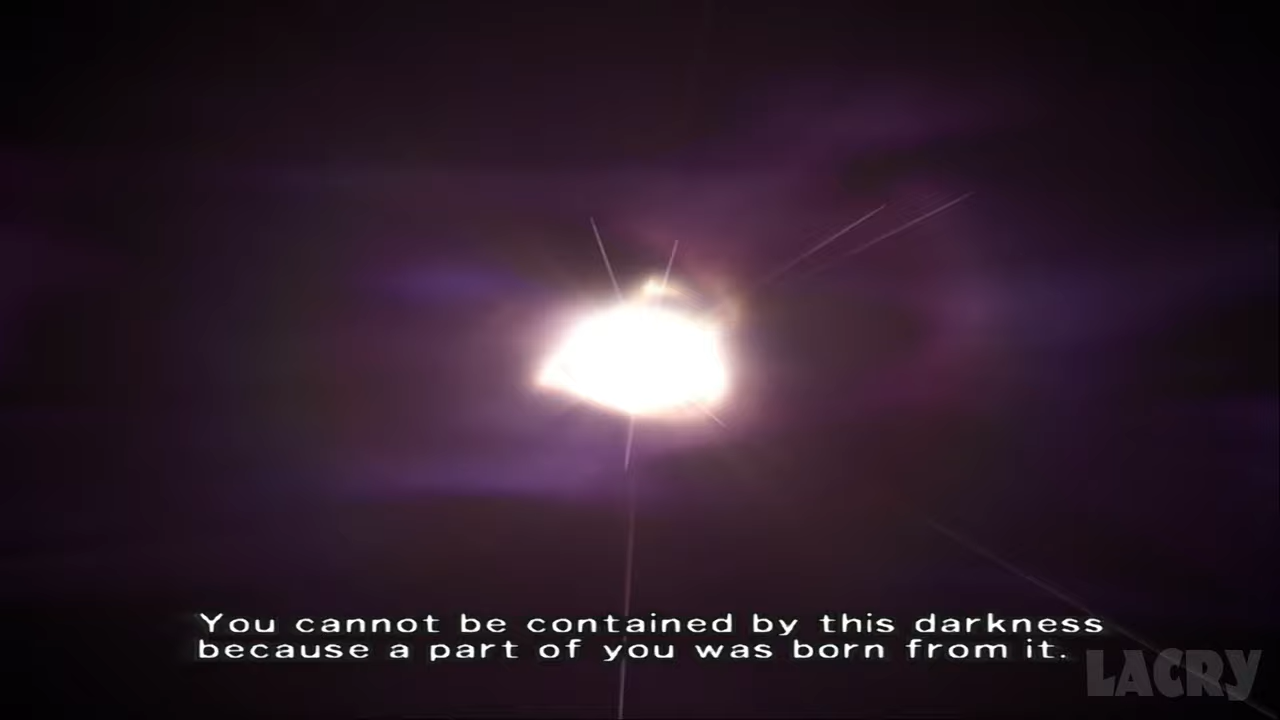 You cannot be contained by this darkness
because a part of you was born from it.
LACRY